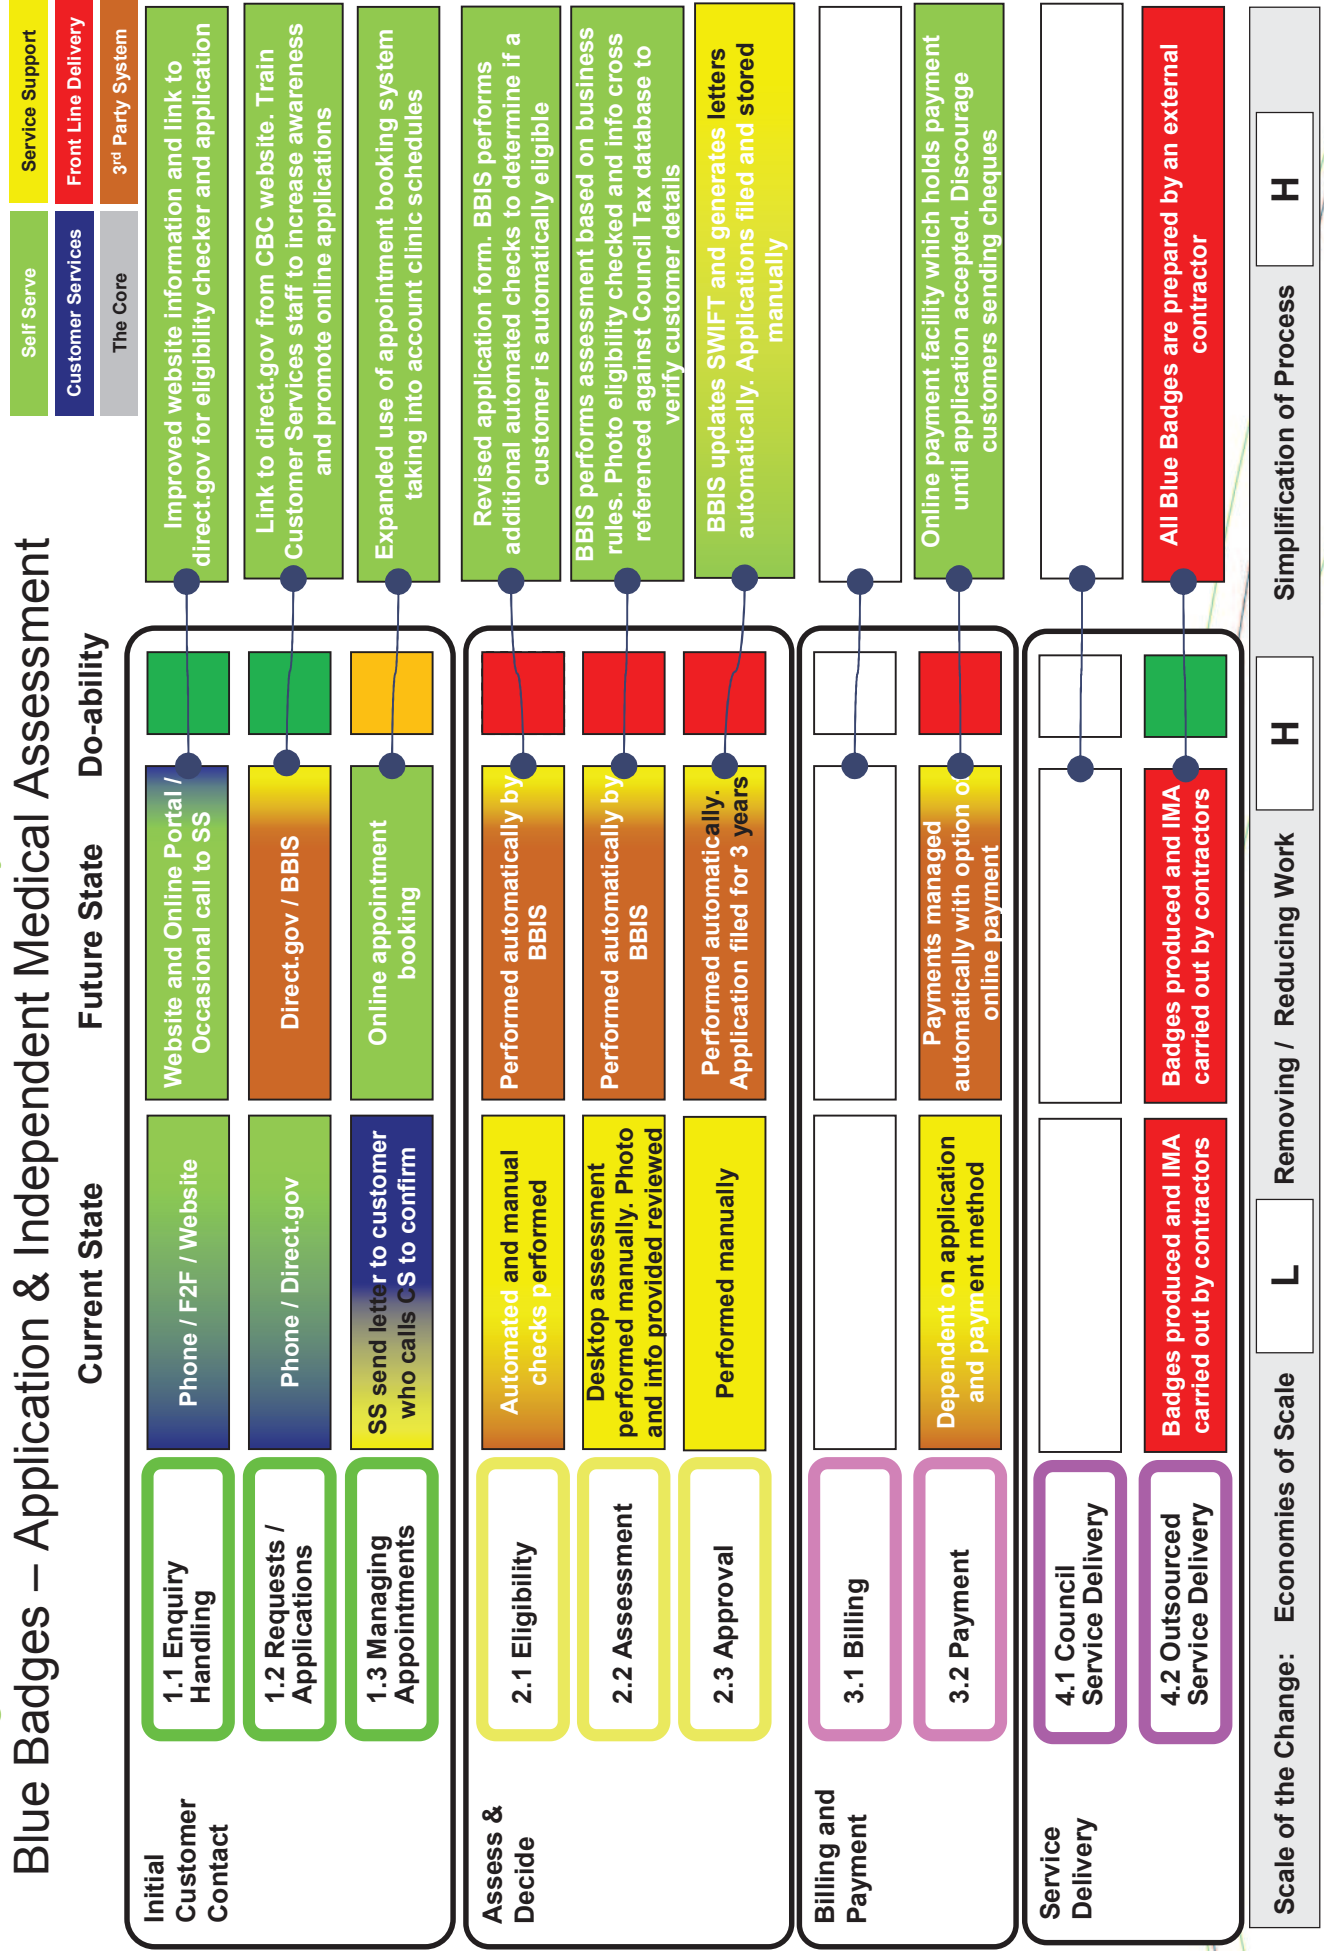 Blue Badges – Application & Independent Medical Assessment
Self Serve
Service Support
Customer Services
Front Line Delivery
The Core
3rd Party System
Current State
Future State
Do-ability
Initial
Customer
Contact
1.1 Enquiry
Handling
Phone / F2F / Website
Website and Online Portal /
Occasional call to SS
Improved website information and link to
direct.gov for eligibility checker and application
1.2 Requests /
Applications
Phone / Direct.gov
Direct.gov / BBIS
Link to direct.gov from CBC website. Train
Customer Services staff to increase awareness
and promote online applications
1.3 Managing
Appointments
SS send letter to customer
who calls CS to confirm
Online appointment
booking
Expanded use of appointment booking system
taking into account clinic schedules
Assess &
Decide
2.1 Eligibility
Automated and manual
checks performed
Performed automatically by
BBIS
Revised application form. BBIS performs
additional automated checks to determine if a
customer is automatically eligible
2.2 Assessment
Desktop assessment
performed manually. Photo
and info provided reviewed
Performed automatically by
BBIS
BBIS performs assessment based on business
rules. Photo eligibility checked and info cross
referenced against Council Tax database to
verify customer details
2.3 Approval
Performed manually
Performed automatically.
Application filed for 3 years
BBIS updates SWIFT and generates letters
automatically. Applications filed and stored
manually
Billing and
Payment
3.1 Billing
3.2 Payment
Dependent on application
and payment method
Payments managed
automatically with option o
online payment
Online payment facility which holds payment
until application accepted. Discourage
customers sending cheques
Service
Delivery
4.1 Council
Service Delivery
4.2 Outsourced
Service Delivery
Badges produced and IMA
carried out by contractors
Badges produced and IMA
carried out by contractors
All Blue Badges are prepared by an external
contractor
Scale of the Change: Economies of Scale L Removing / Reducing Work H Simplification of Process H